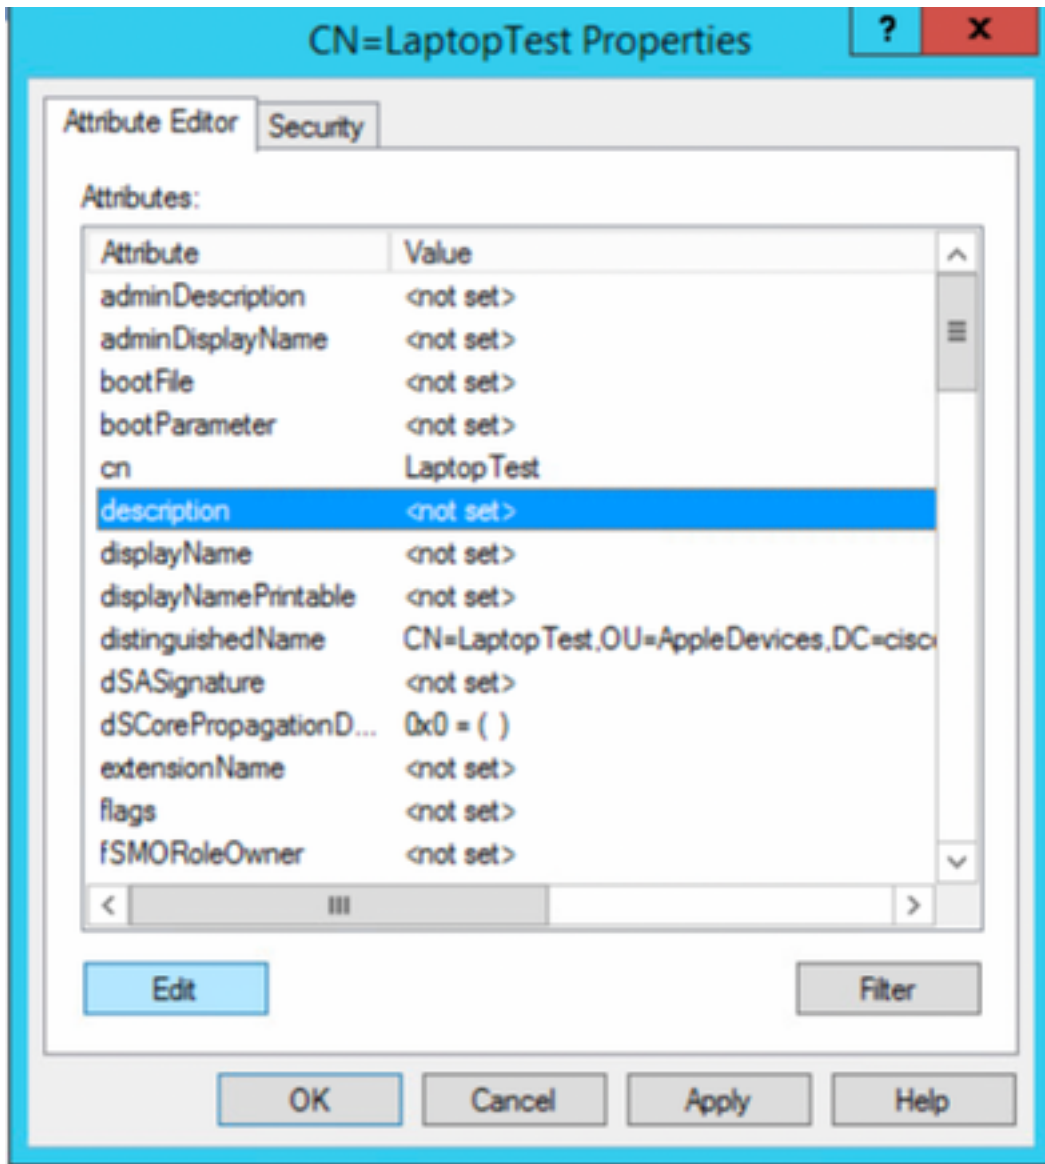 CN=LaptopTest Properties ? x
Attribute Editor Security
Attributes:
Attribute Value
adminDescription <not set>
adminDisplayName <not set>
bootFile <not set>
bootParameter <not set>
cn LaptopTest
description <not set>
displayName <not set>
displayNamePrintable <not set>
distinguishedName CN=LaptopTest,OU=AppleDevices,DC=cisc
dSASignature <not set>
dSCorePropagationD... 0x0 = ( )
extensionName <not set>
flags <not set>
fSMORoleOwner <not set>
Edit Filter
OK Cancel Apply Help